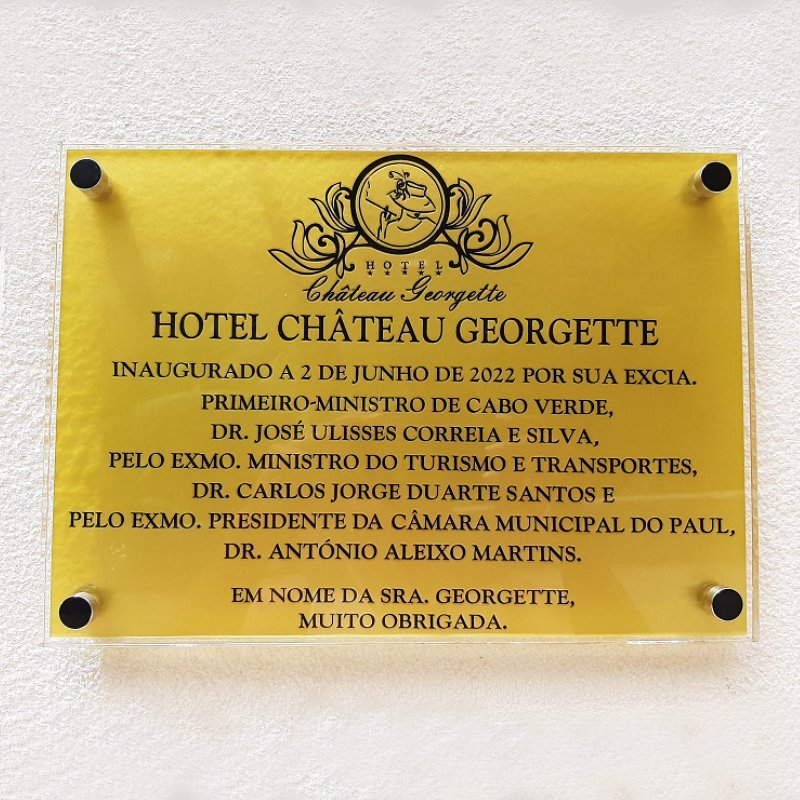 HOTEL
Château Georgette
HOTEL CHÂTEAU GEORGETTE
INAUGURADO A 2 DE JUNHO DE 2022 POR SUA EXCIA.
PRIMEIRO-MINISTRO DE CABO VERDE,
DR. JOSÉ ULISSES CORREIA E SILVA,
PELO EXMO. MINISTRO DO TURISMO E TRANSPORTES,
DR. CARLOS JORGE DUARTE SANTOS E
PELO EXMO. PRESIDENTE DA CÂMARA MUNICIPAL DO PAUL,
DR. ANTÓNIO ALEIXO MARTINS.
EM NOME DA SRA. GEORGETTE,
MUITO OBRIGADA.